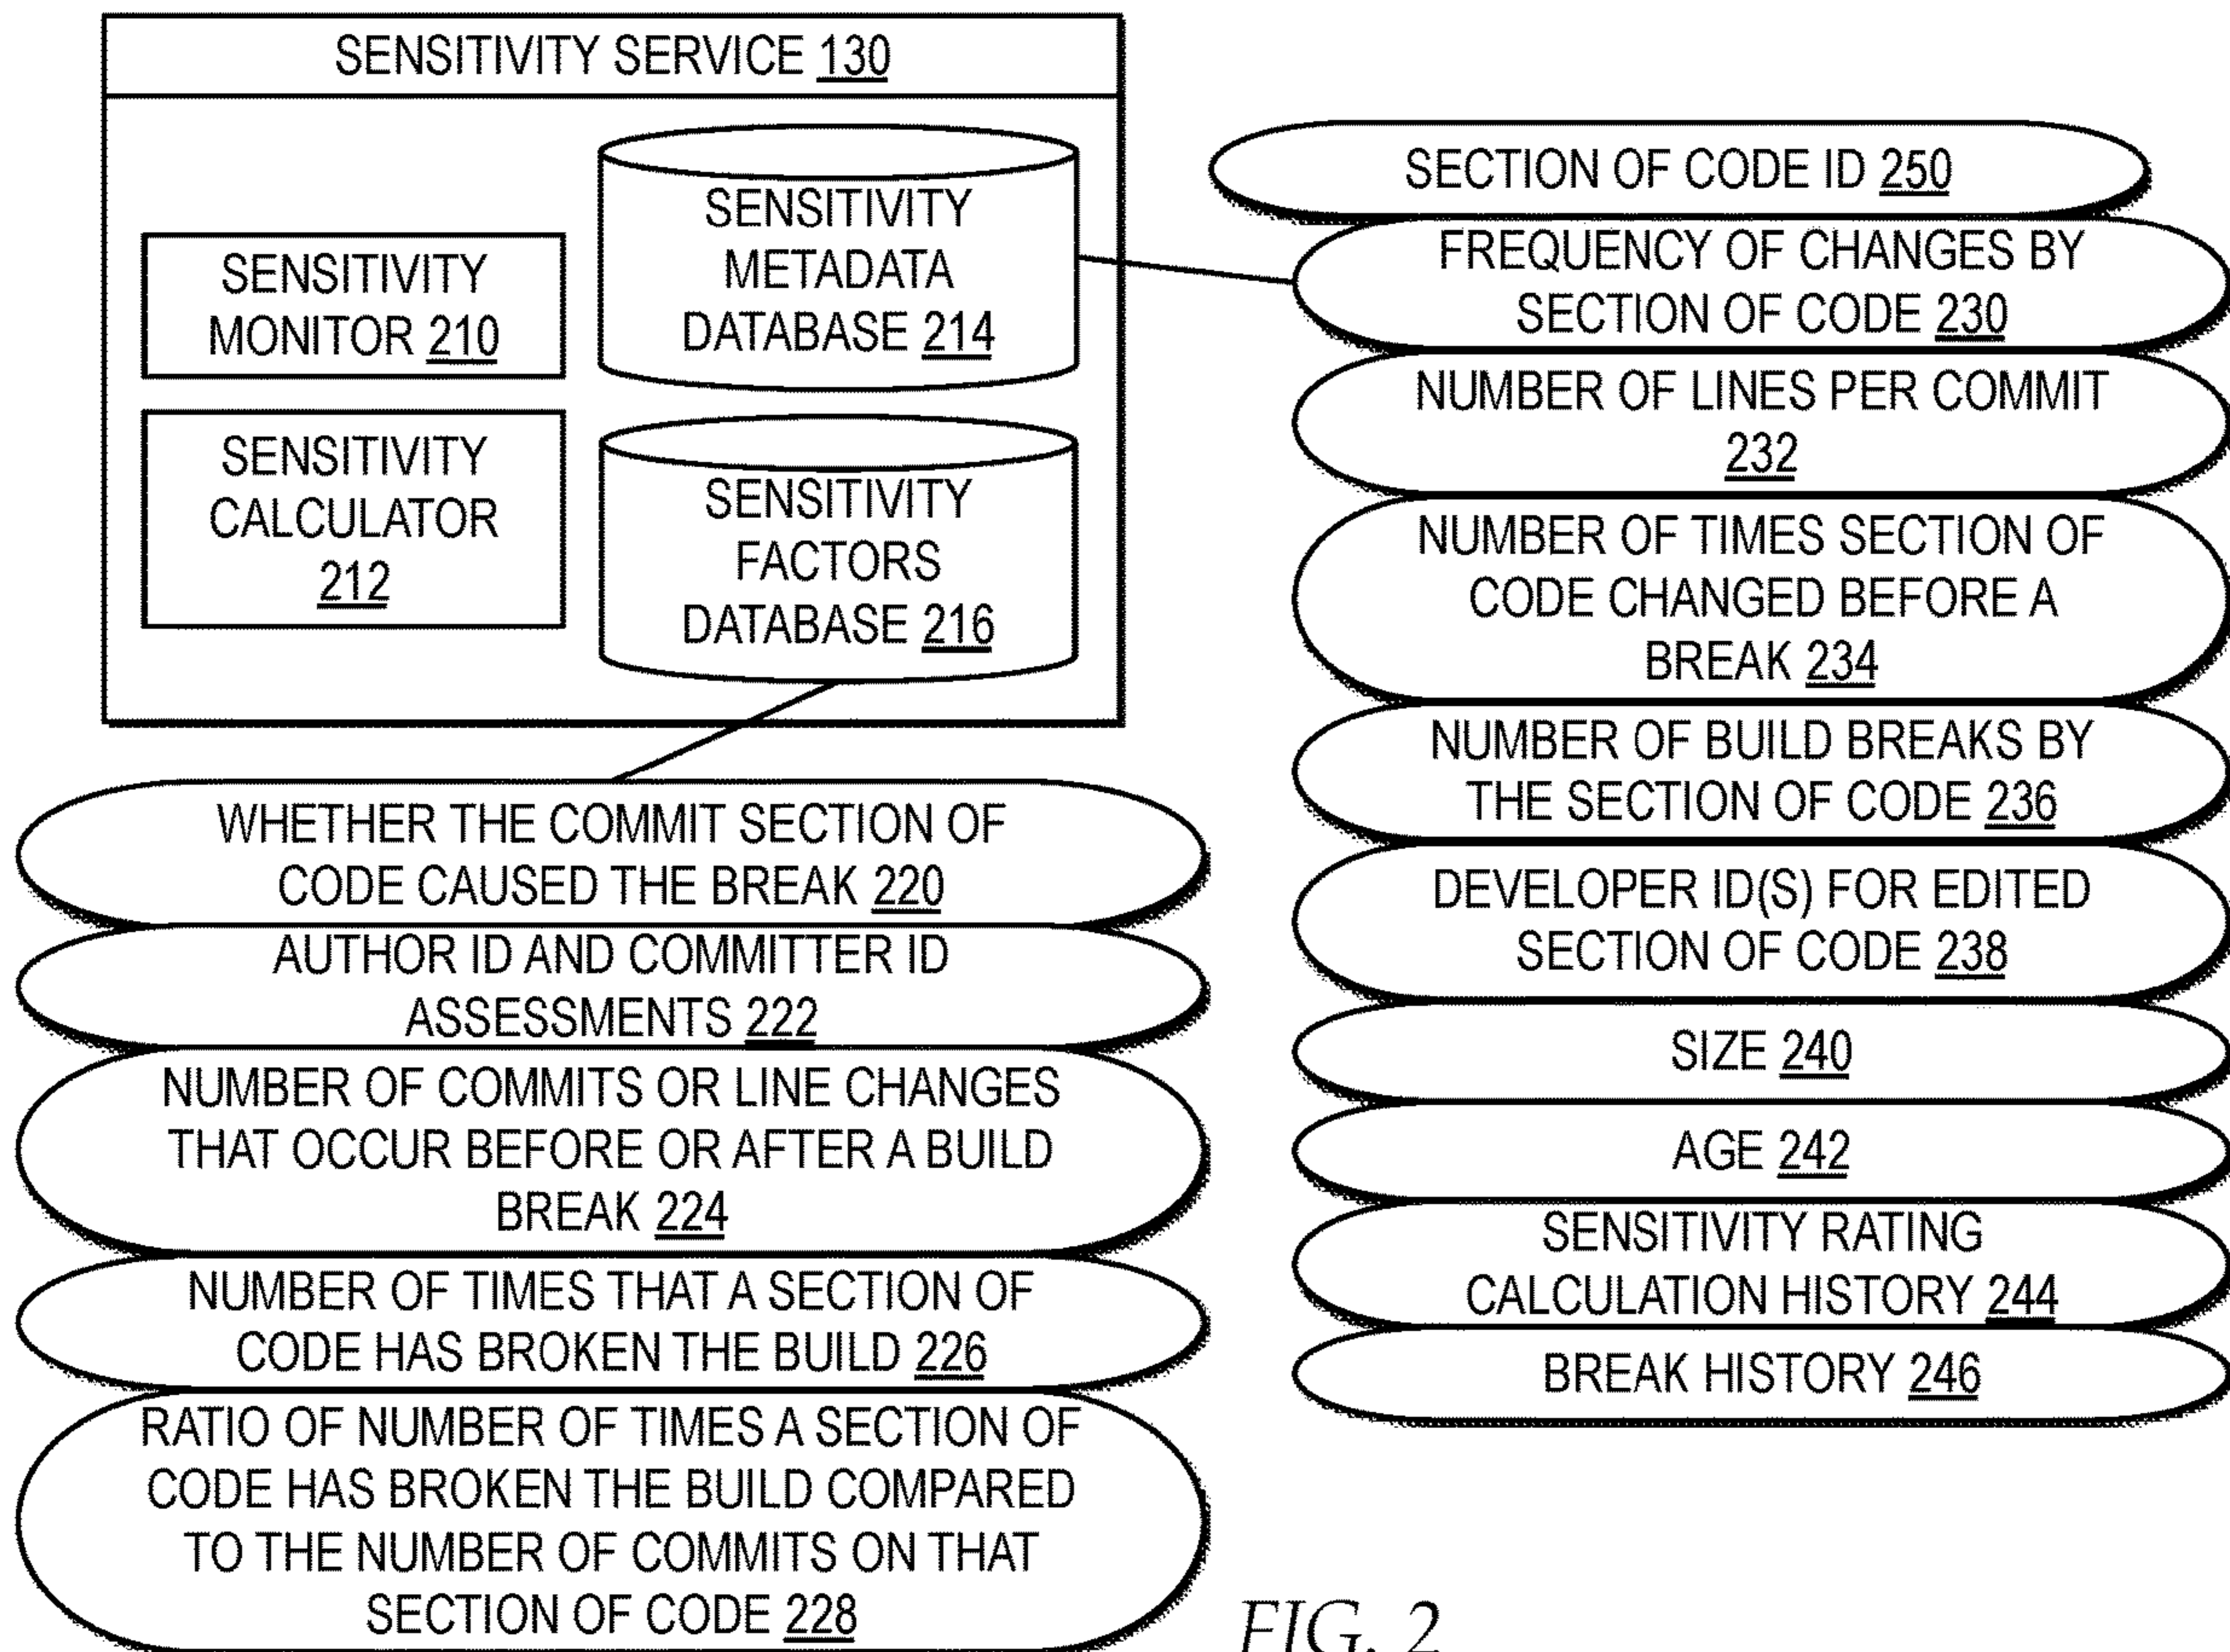 SENSITIVITY SERVICE 130
SENSITIVITY
MONITOR 210
SENSITIVITY
CALCULATOR
212
SENSITIVITY
METADATA
DATABASE 214
SENSITIVITY
FACTORS
DATABASE 216
WHETHER THE COMMIT SECTION OF
CODE CAUSED THE BREAK 220
AUTHOR ID AND COMMITTER ID
ASSESSMENTS 222
NUMBER OF COMMITS OR LINE CHANGES
THAT OCCUR BEFORE OR AFTER A BUILD
BREAK 224
NUMBER OF TIMES THAT A SECTION OF
CODE HAS BROKEN THE BUILD 226
RATIO OF NUMBER OF TIMES A SECTION OF
CODE HAS BROKEN THE BUILD COMPARED
TO THE NUMBER OF COMMITS ON THAT
SECTION OF CODE 228
SECTION OF CODE ID 250
FREQUENCY OF CHANGES BY
SECTION OF CODE 230
NUMBER OF LINES PER COMMIT
232
NUMBER OF TIMES SECTION OF
CODE CHANGED BEFORE A
BREAK 234
NUMBER OF BUILD BREAKS BY
THE SECTION OF CODE 236
DEVELOPER ID(S) FOR EDITED
SECTION OF CODE 238
SIZE 240
AGE 242
SENSITIVITY RATING
CALCULATION HISTORY 244
BREAK HISTORY 246
FIG. 2